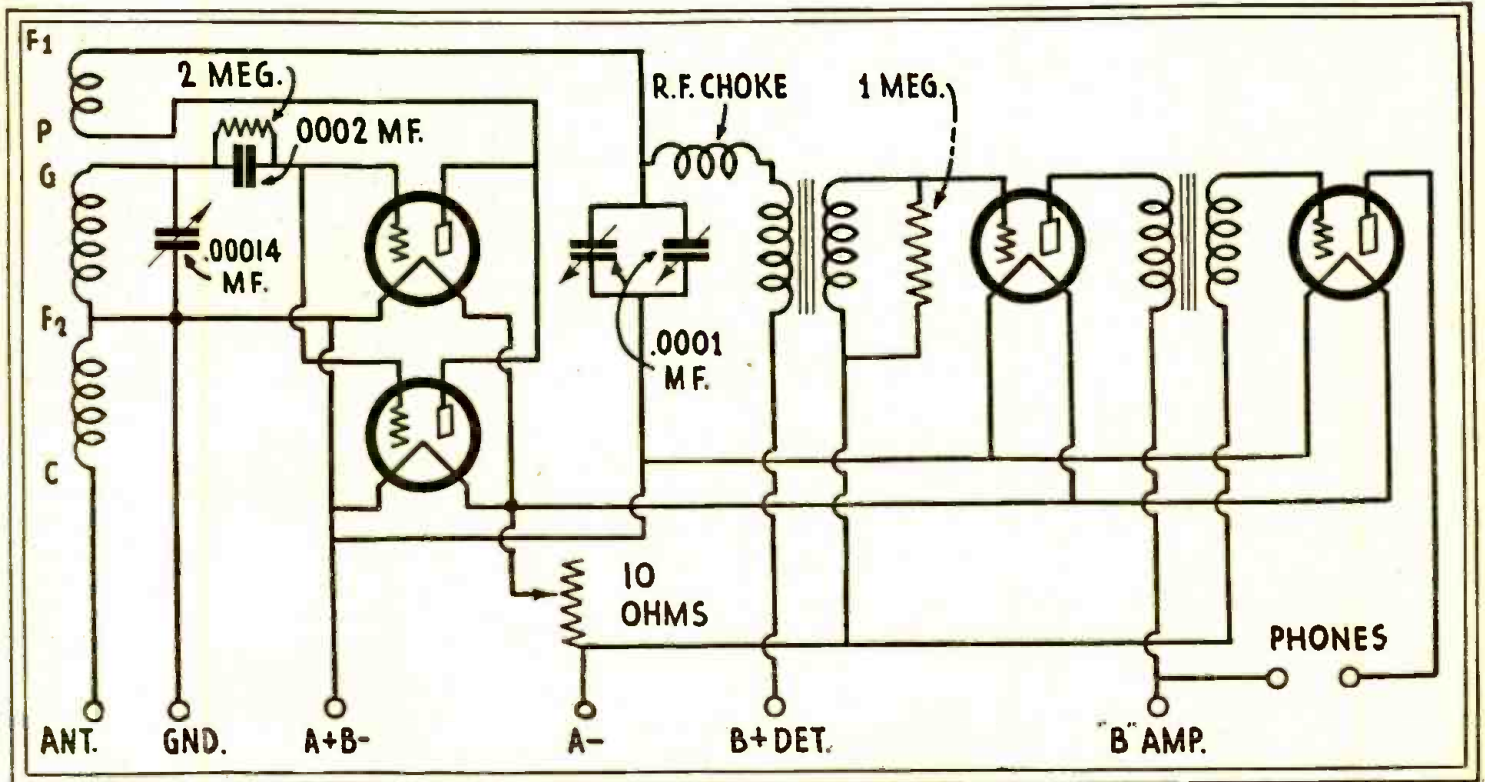 F1
2 MEG.
R.F. CHOKE
1 MEG.
P
.0002 MF.
G
.00014
MF.
F2
.0001
MF.
C
10
OHMS
PHONES
ANT.
GND.
A+B-
A-
B+DET.
"B" AMP.